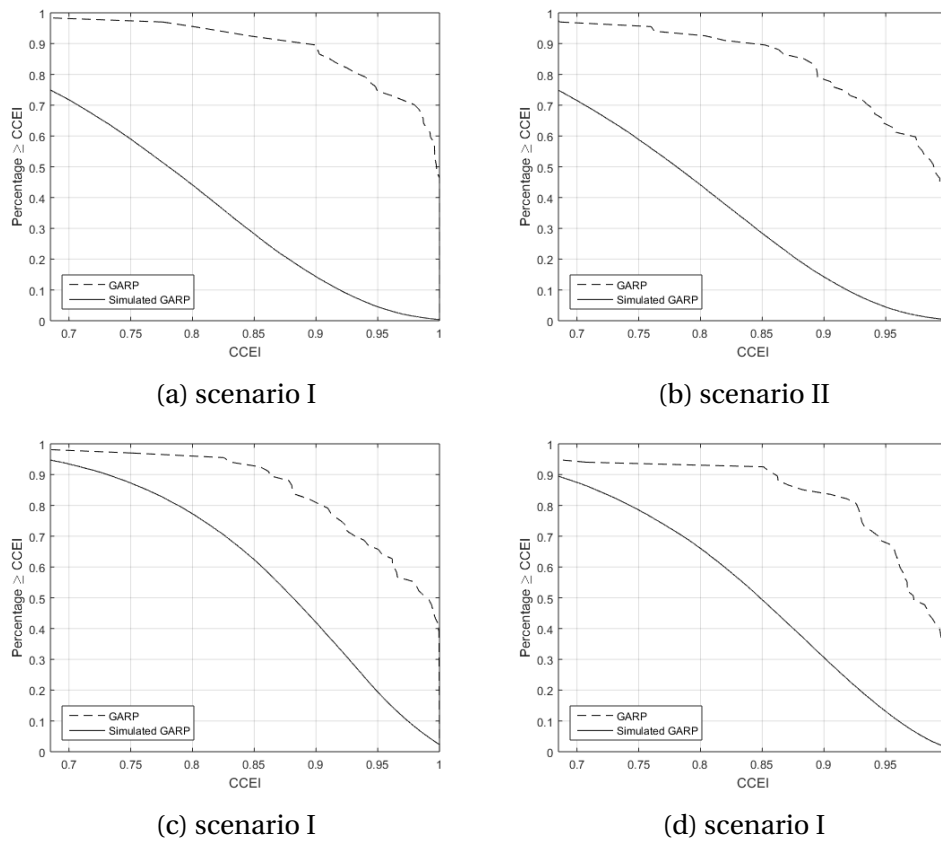 1
0.9
0.8
0.7
0.6
0.5
0.4
0.3
0.2
0.1
0
Percentage ≥ CCEI
GARP
Simulated GARP
0.7 0.75 0.8 0.85 0.9 0.95 1
CCEI
(a) scenario I
1
0.9
0.8
0.7
0.6
0.5
0.4
0.3
0.2
0.1
0
Percentage ≥ CCEI
GARP
Simulated GARP
0.7 0.75 0.8 0.85 0.9 0.95
CCEI
(b) scenario II
1
0.9
0.8
0.7
0.6
0.5
0.4
0.3
0.2
0.1
0
Percentage ≥ CCEI
GARP
Simulated GARP
0.7 0.75 0.8 0.85 0.9 0.95 1
CCEI
(c) scenario I
1
0.9
0.8
0.7
0.6
0.5
0.4
0.3
0.2
0.1
0
Percentage ≥ CCEI
GARP
Simulated GARP
0.7 0.75 0.8 0.85 0.9 0.95
CCEI
(d) scenario I